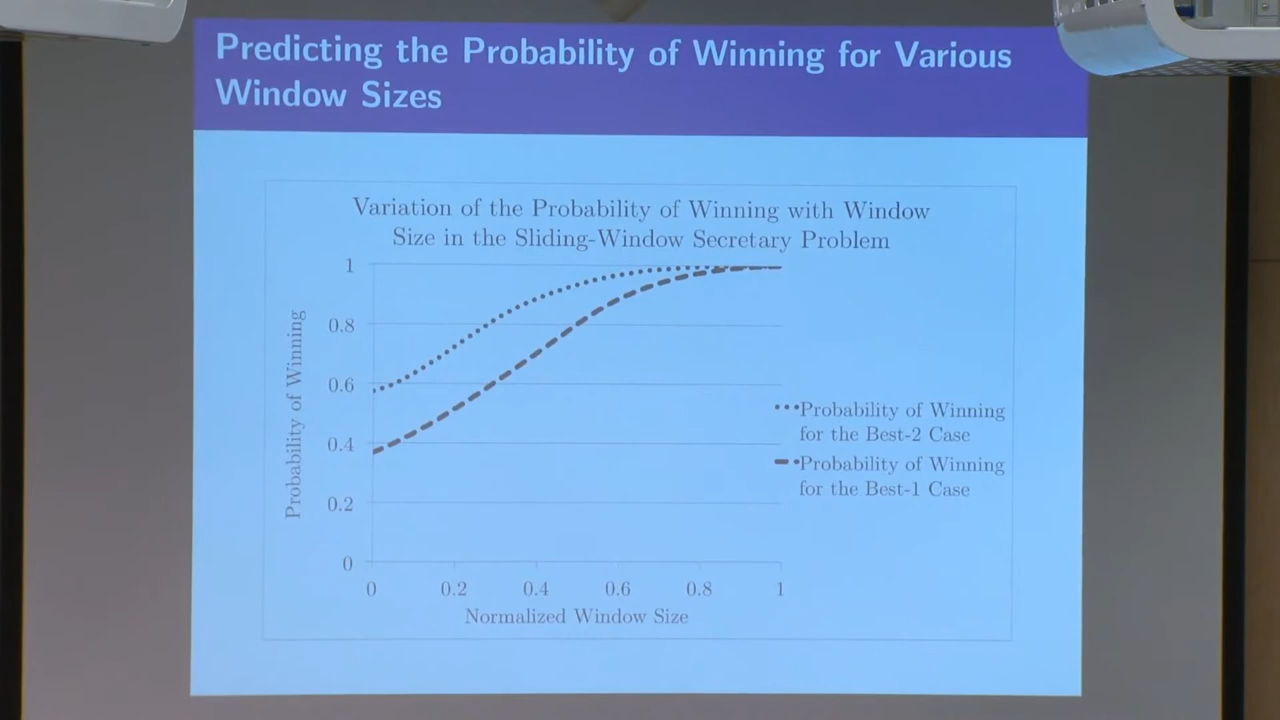 Predicting the Probability of Winning for Various
Window Sizes
Variation of the Probability of Winning with Window
Size in the Sliding-Window Secretary Problem
Probability of Winning
1
0.8
0.6
0.4
0.2
0
0
0.2
0.4
0.6
0.8
1
Normalized Window Size
Probability of Winning
for the Best-2 Case
Probability of Winning
for the Best-1 Case